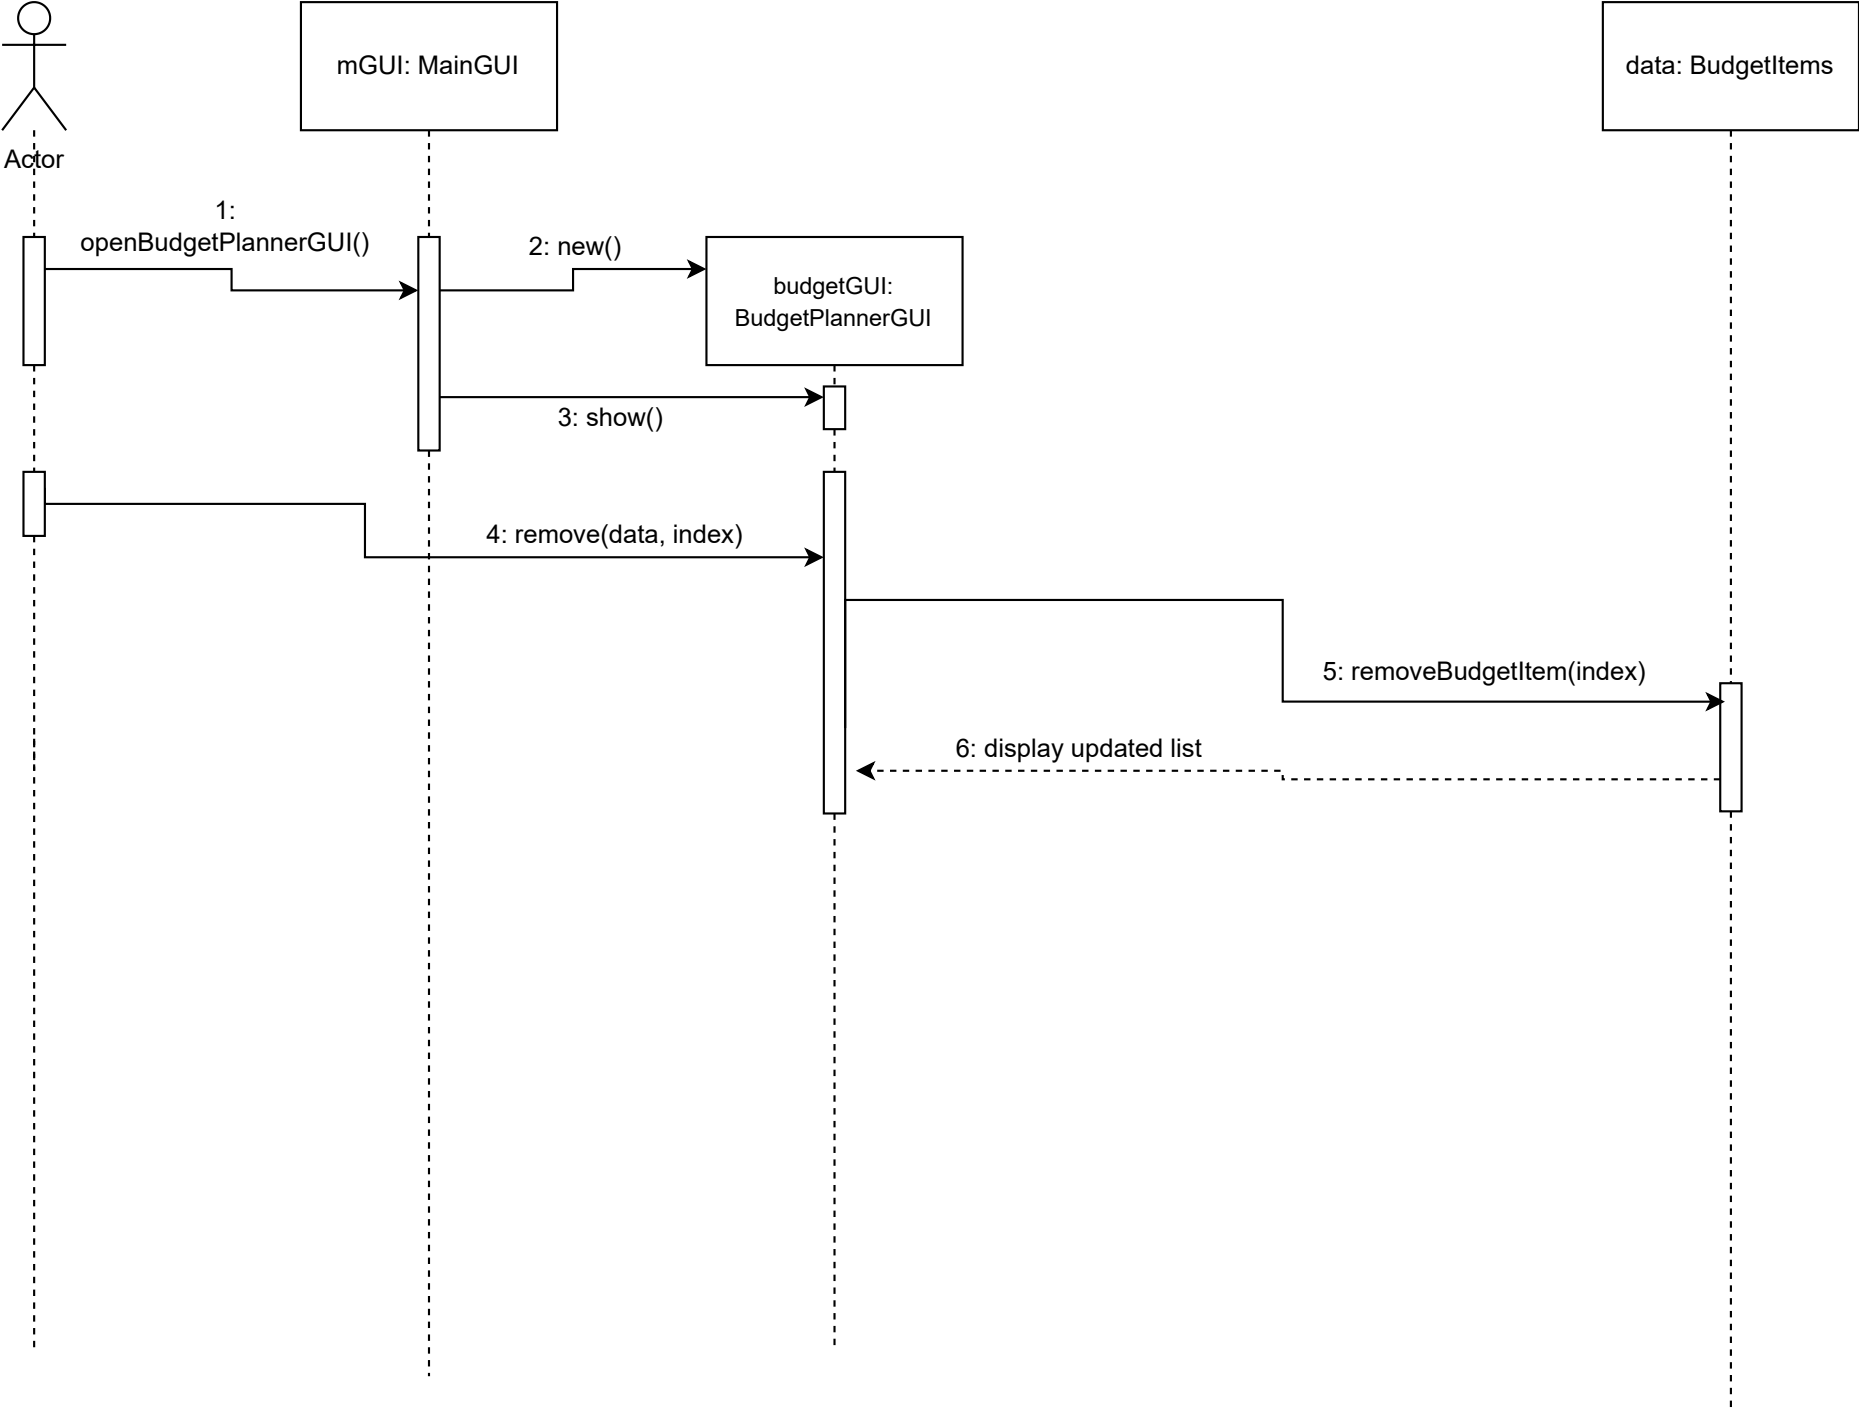 mGUI: MainGUI
data: BudgetItems
Actor
1:
openBudgetPlannerGUI()
2: new()
budgetGUI:
BudgetPlannerGUI
3: show()
4: remove(data, index)
5: removeBudgetItem(index)
6: display updated list